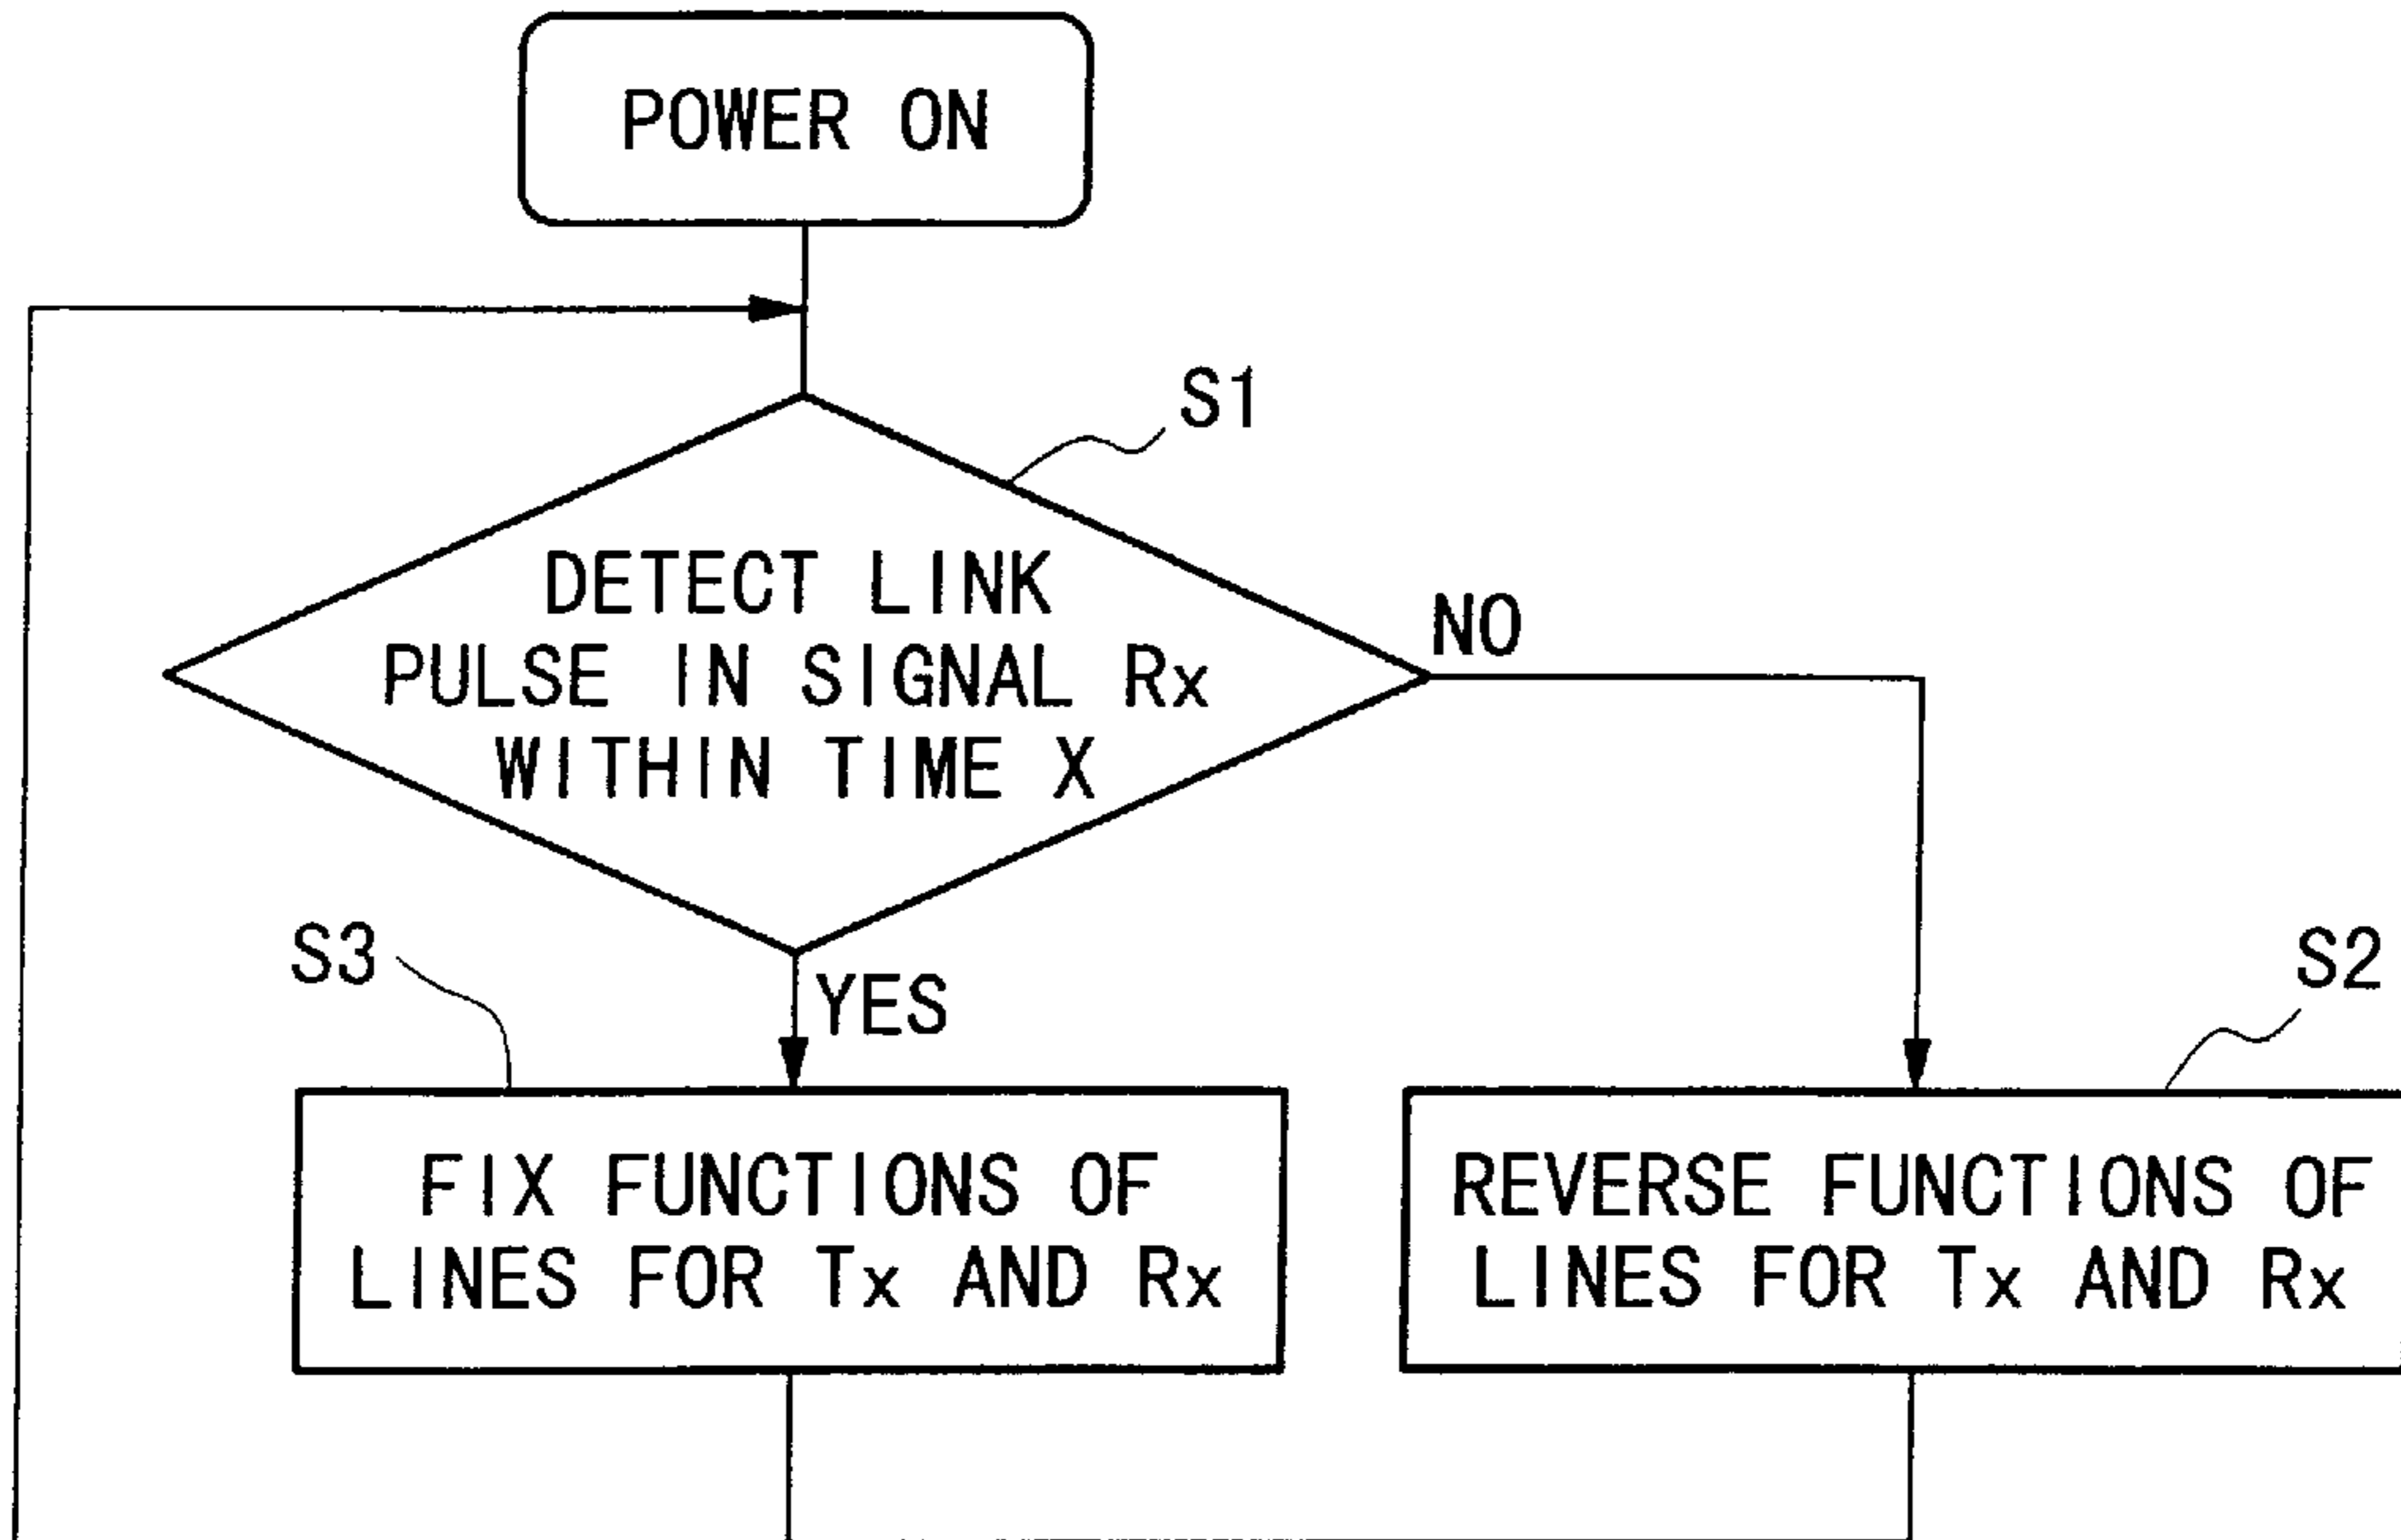 POWER ON
S1
DETECT LINK
PULSE IN SIGNAL Rx
WITHIN TIME X
NO
YES
S3
S2
FIX FUNCTIONS OF
LINES FOR Tx AND Rx
REVERSE FUNCTIONS OF
LINES FOR Tx AND Rx